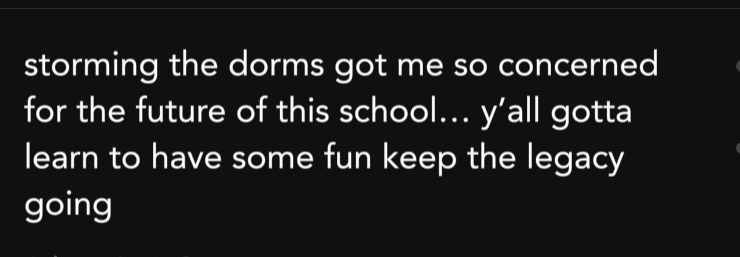 storming the dorms got me so concerned
for the future of this school... y’all gotta
learn to have some fun keep the legacy
going